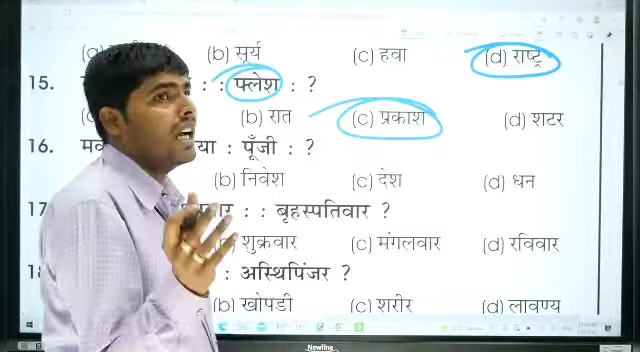 (b) सूर्य (c) हवा (d) राष्ट्र
15. : : फ्लेश : ?
(b) रात (c) प्रकाश (d) शटर
16. या : पूँजी : ?
(b) निवेश (c) देश (d) धन
17 वार : : बृहस्पतिवार ?
शुक्रवार (c) मंगलवार (d) रविवार
: अस्थिपिंजर ?
(b) खोपडी (c) शरीर (d) लावण्य
Newline